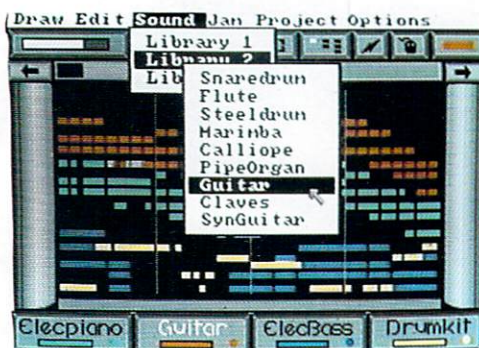 Draw Edit Sound Jam Project Options
Library 1
Library 2
Lib
Snaredrum
Flute
Steeldrum
Marimba
Calliope
PipeOrgan
Guitar
Claves
SynGuitar
Elecpiano Guitar ElecBass Drumkit